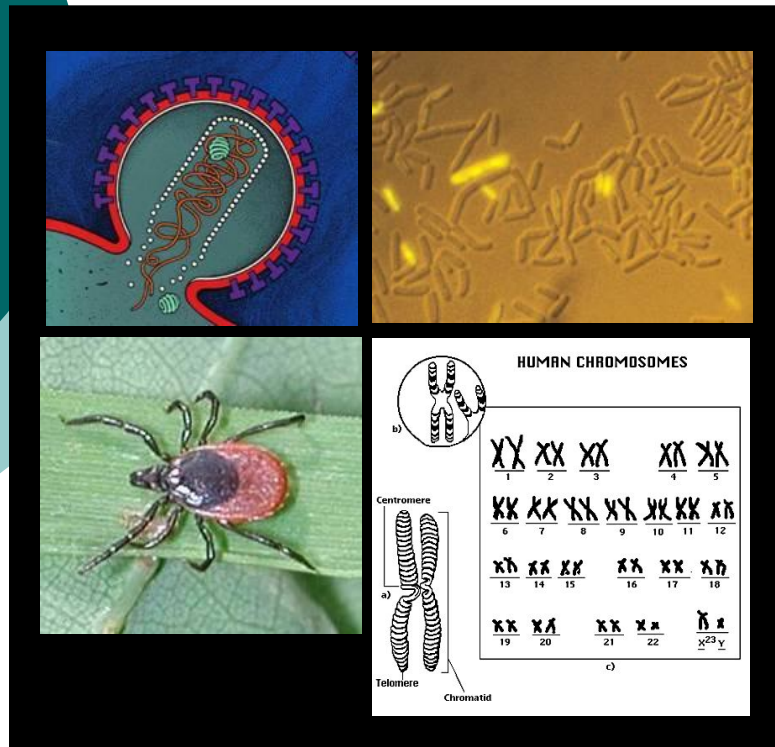 HUMAN CHROMOSOMES
b)
1 2 3 4 5
Centromere
6 7 8 9 10 11 12
13 14 15 16 17 18
a)
19 20 21 22 X 23 Y
c)
Telomere
Chromatid